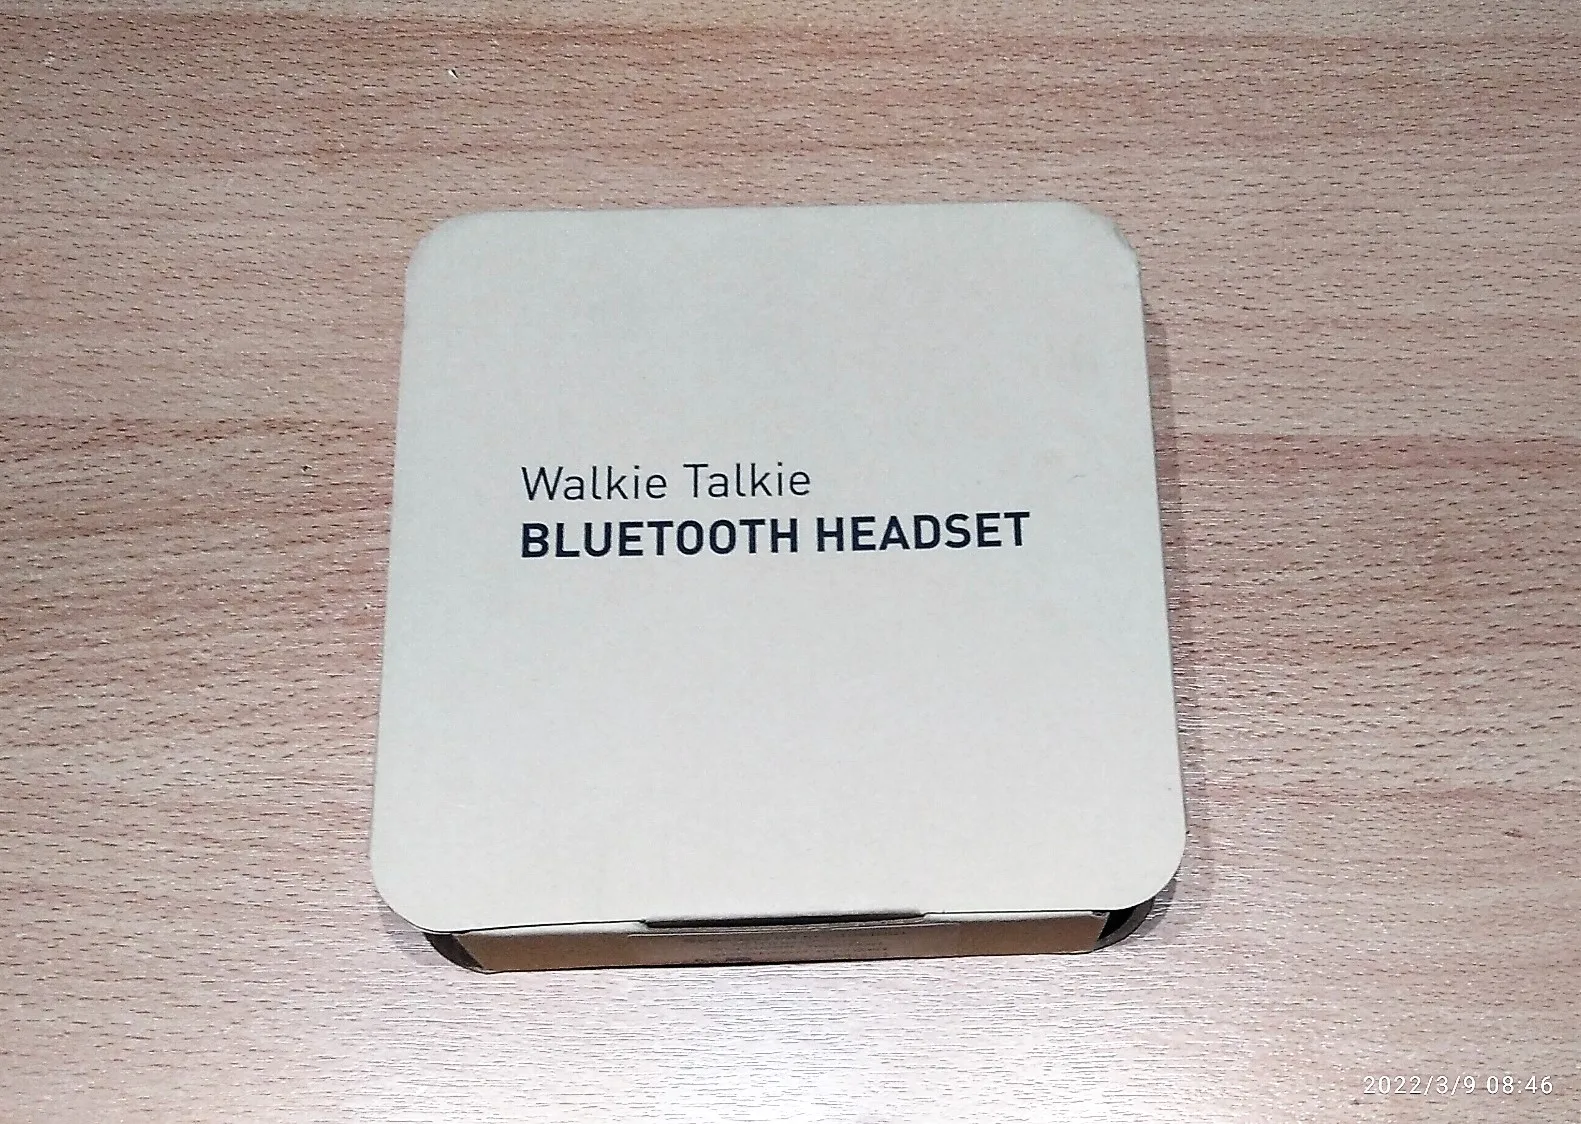 Walkie Talkie
BLUETOOTH HEADSET
2022/3/9 08:46